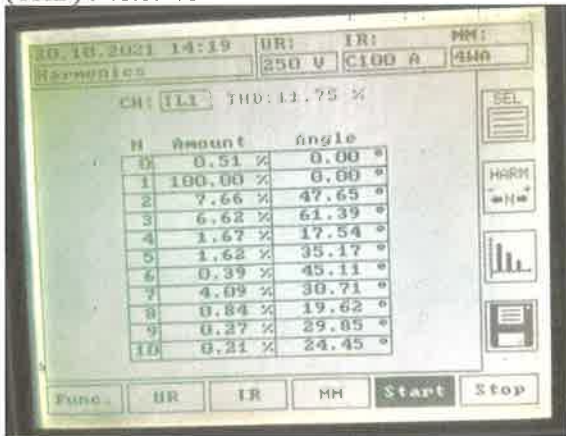 30.10.2021 14:19 UR: IR: MM:
Harmonics 250 V C100 A 4WA
CH: IL1 THD: 11.75 %
SEL
N Amount Angle
0 0.51 % 0.00 °
1 100.00 % 0.00 °
HARM
2 7.66 % 47.65 °
←N→
3 6.62 % 61.39 °
4 1.67 % 17.54 °
5 1.62 % 35.17 °
6 0.39 % 45.11 °
7 4.09 % 30.71 °
8 0.84 % 19.62 °
9 0.27 % 29.85 °
10 0.21 % 24.45 °
Func. UR IR MM Start Stop